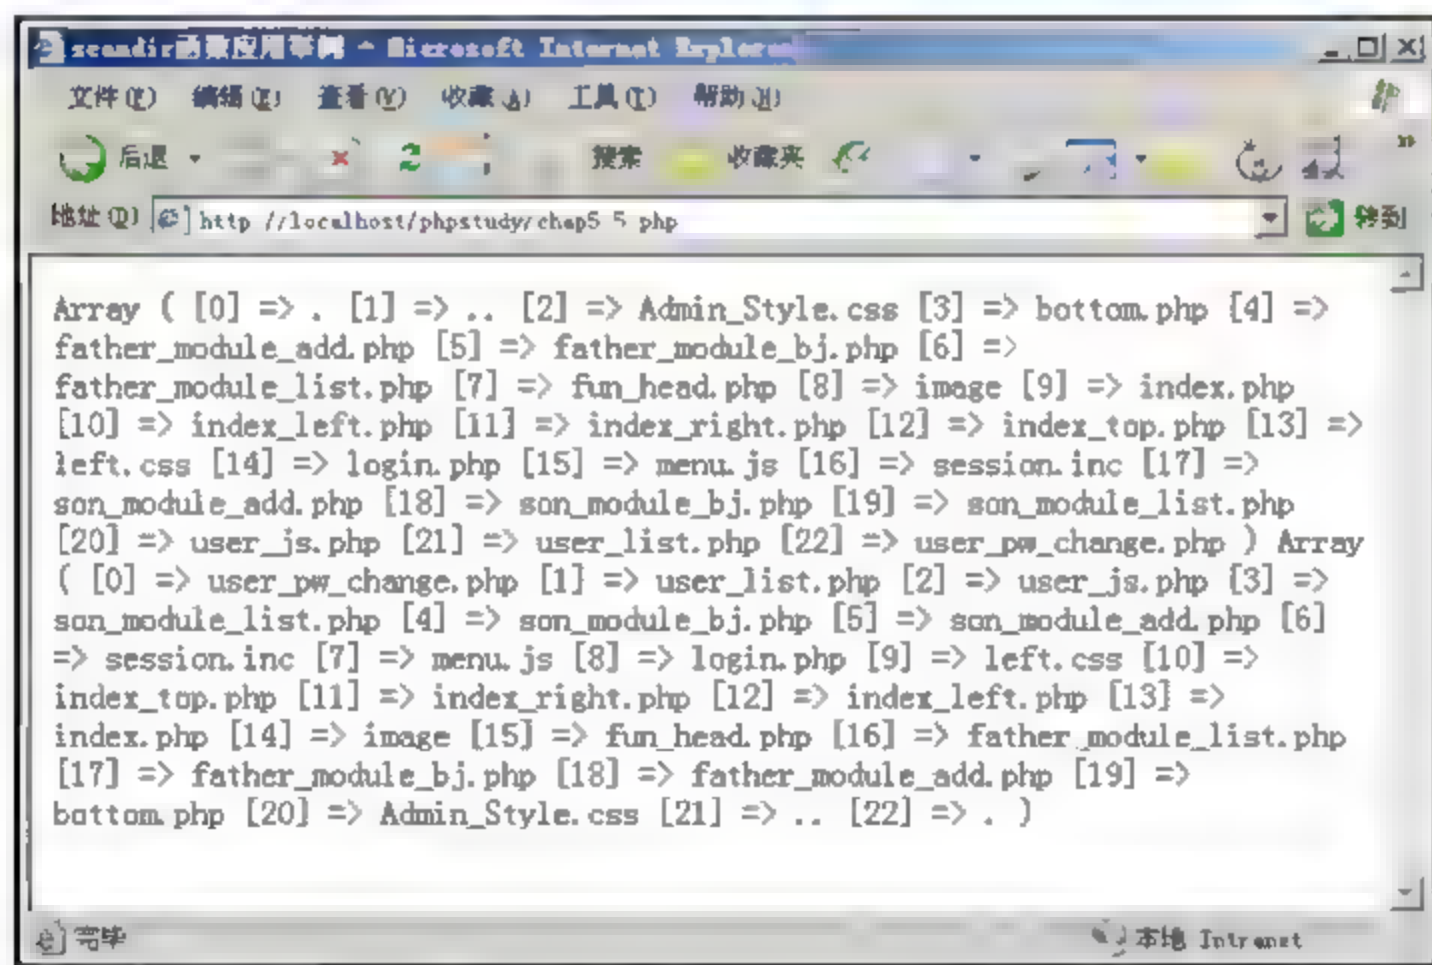 scandir函数应用举例 - Microsoft Internet Explorer
文件(F) 编辑(E) 查看(V) 收藏(A) 工具(T) 帮助(H)
后退 搜索 收藏夹
地址(D) http //localhost/phpstudy/chap5 5 php 转到
Array ( [0] => . [1] => .. [2] => Admin_Style.css [3] => bottom.php [4] =>
father_module_add.php [5] => father_module_bj.php [6] =>
father_module_list.php [7] => fun_head.php [8] => image [9] => index.php
[10] => index_left.php [11] => index_right.php [12] => index_top.php [13] =>
left.css [14] => login.php [15] => menu.js [16] => session.inc [17] =>
son_module_add.php [18] => son_module_bj.php [19] => son_module_list.php
[20] => user_js.php [21] => user_list.php [22] => user_pw_change.php ) Array
( [0] => user_pw_change.php [1] => user_list.php [2] => user_js.php [3] =>
son_module_list.php [4] => son_module_bj.php [5] => son_module_add.php [6]
=> session.inc [7] => menu.js [8] => login.php [9] => left.css [10] =>
index_top.php [11] => index_right.php [12] => index_left.php [13] =>
index.php [14] => image [15] => fun_head.php [16] => father_module_list.php
[17] => father_module_bj.php [18] => father_module_add.php [19] =>
bottom.php [20] => Admin_Style.css [21] => .. [22] => . )
完毕 本地 Intranet